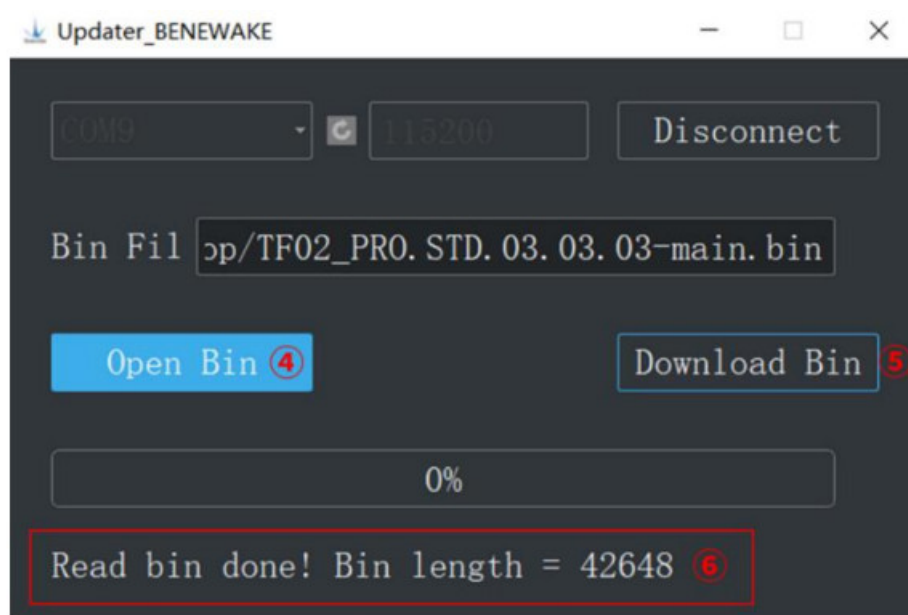 Updater_BENEWAKE
COM9 115200 Disconnect
Bin Fil op/TF02_PRO.STD.03.03.03-main.bin
Open Bin ④ Download Bin ⑤
0%
Read bin done! Bin length = 42648 ⑥